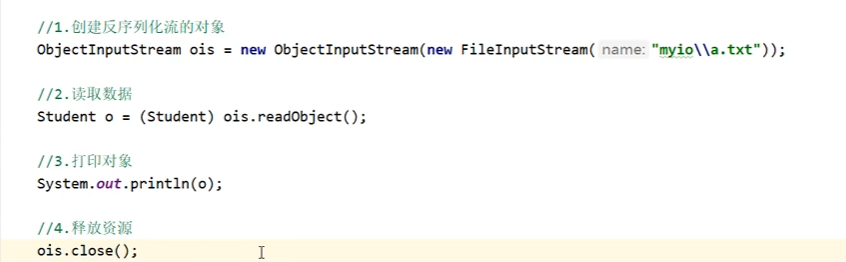 //1.创建反序列化流的对象
ObjectInputStream ois = new ObjectInputStream(new FileInputStream( name: "myio\\a.txt"));
//2.读取数据
Student o = (Student) ois.readObject();
//3.打印对象
System.out.println(o);
//4.释放资源
ois.close();